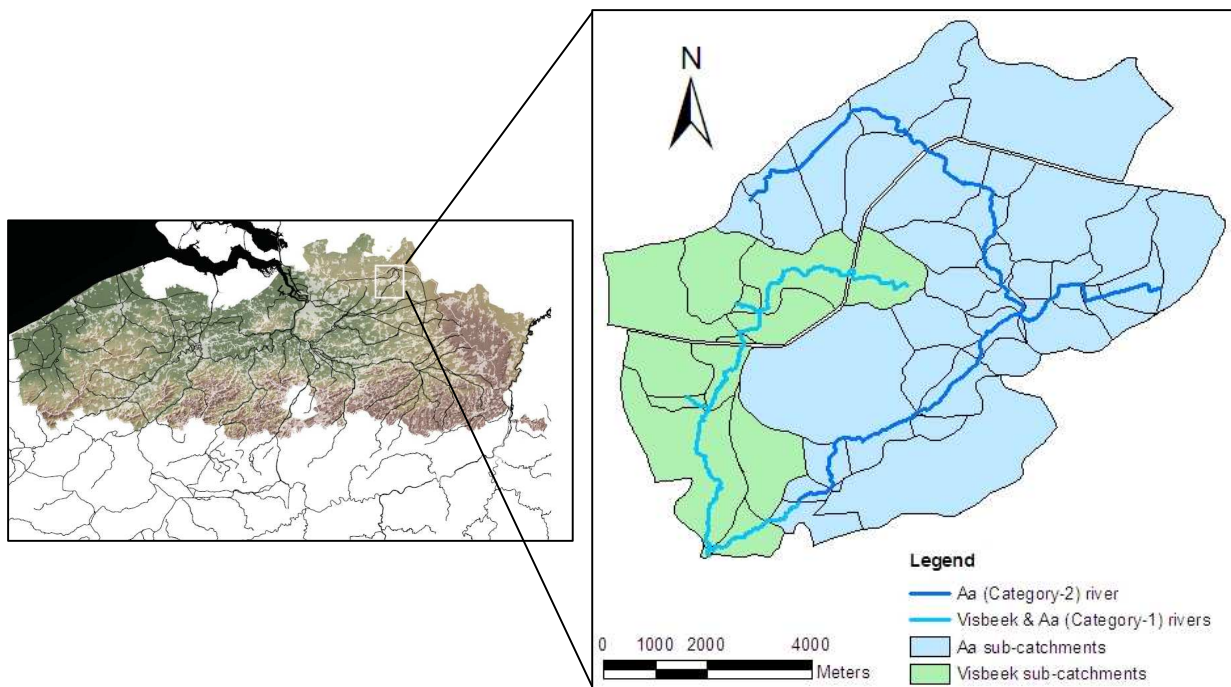 N
Legend
Aa (Category-2) river
Visbeek & Aa (Category-1) rivers
Aa sub-catchments
Visbeek sub-catchments
0 1000 2000 4000
Meters